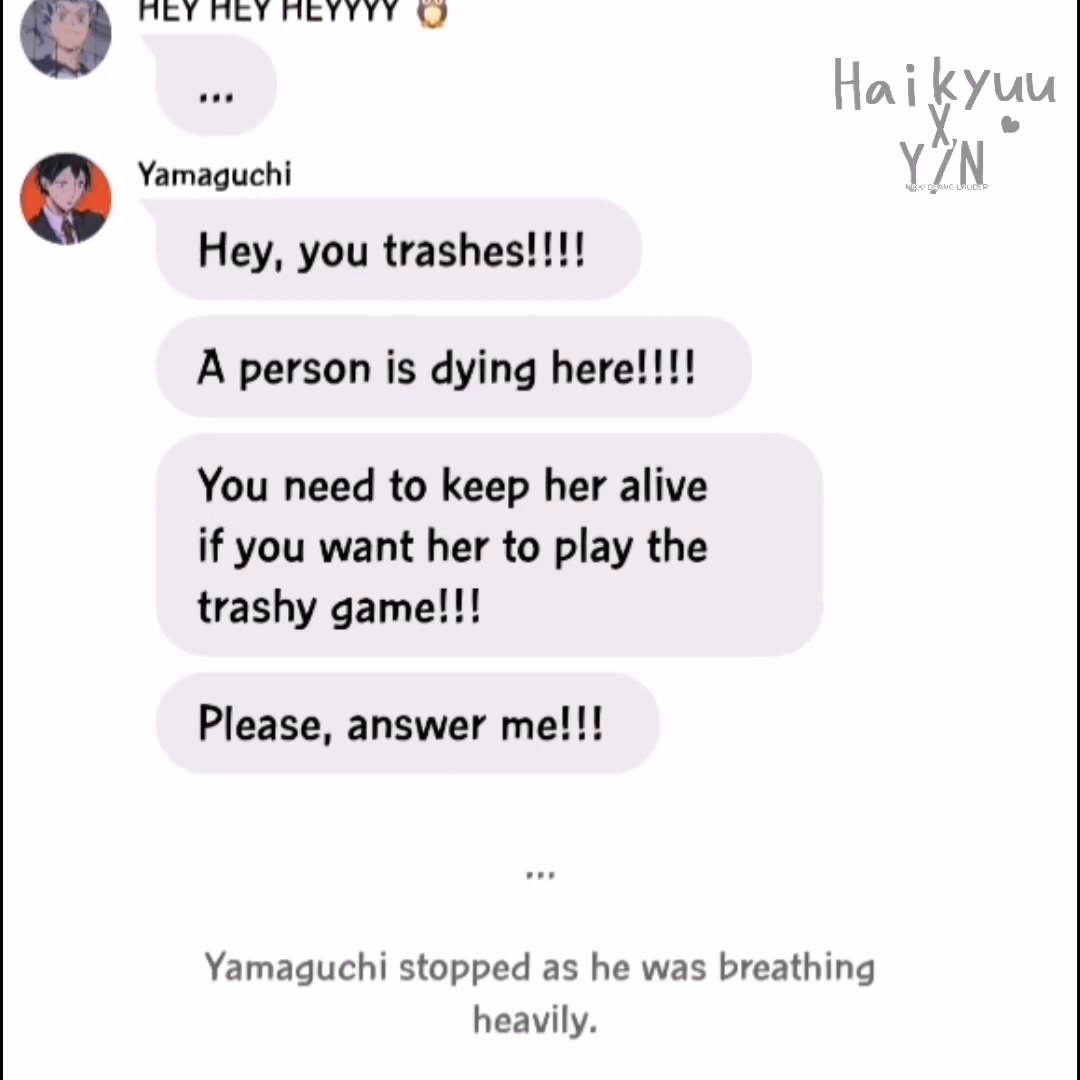 HEY HEY HEYYYY 🦉
...
Haikyuu
X,
Y/N
Yamaguchi
Hey, you trashes!!!!
A person is dying here!!!!
You need to keep her alive
if you want her to play the
trashy game!!!
Please, answer me!!!
...
Yamaguchi stopped as he was breathing
heavily.